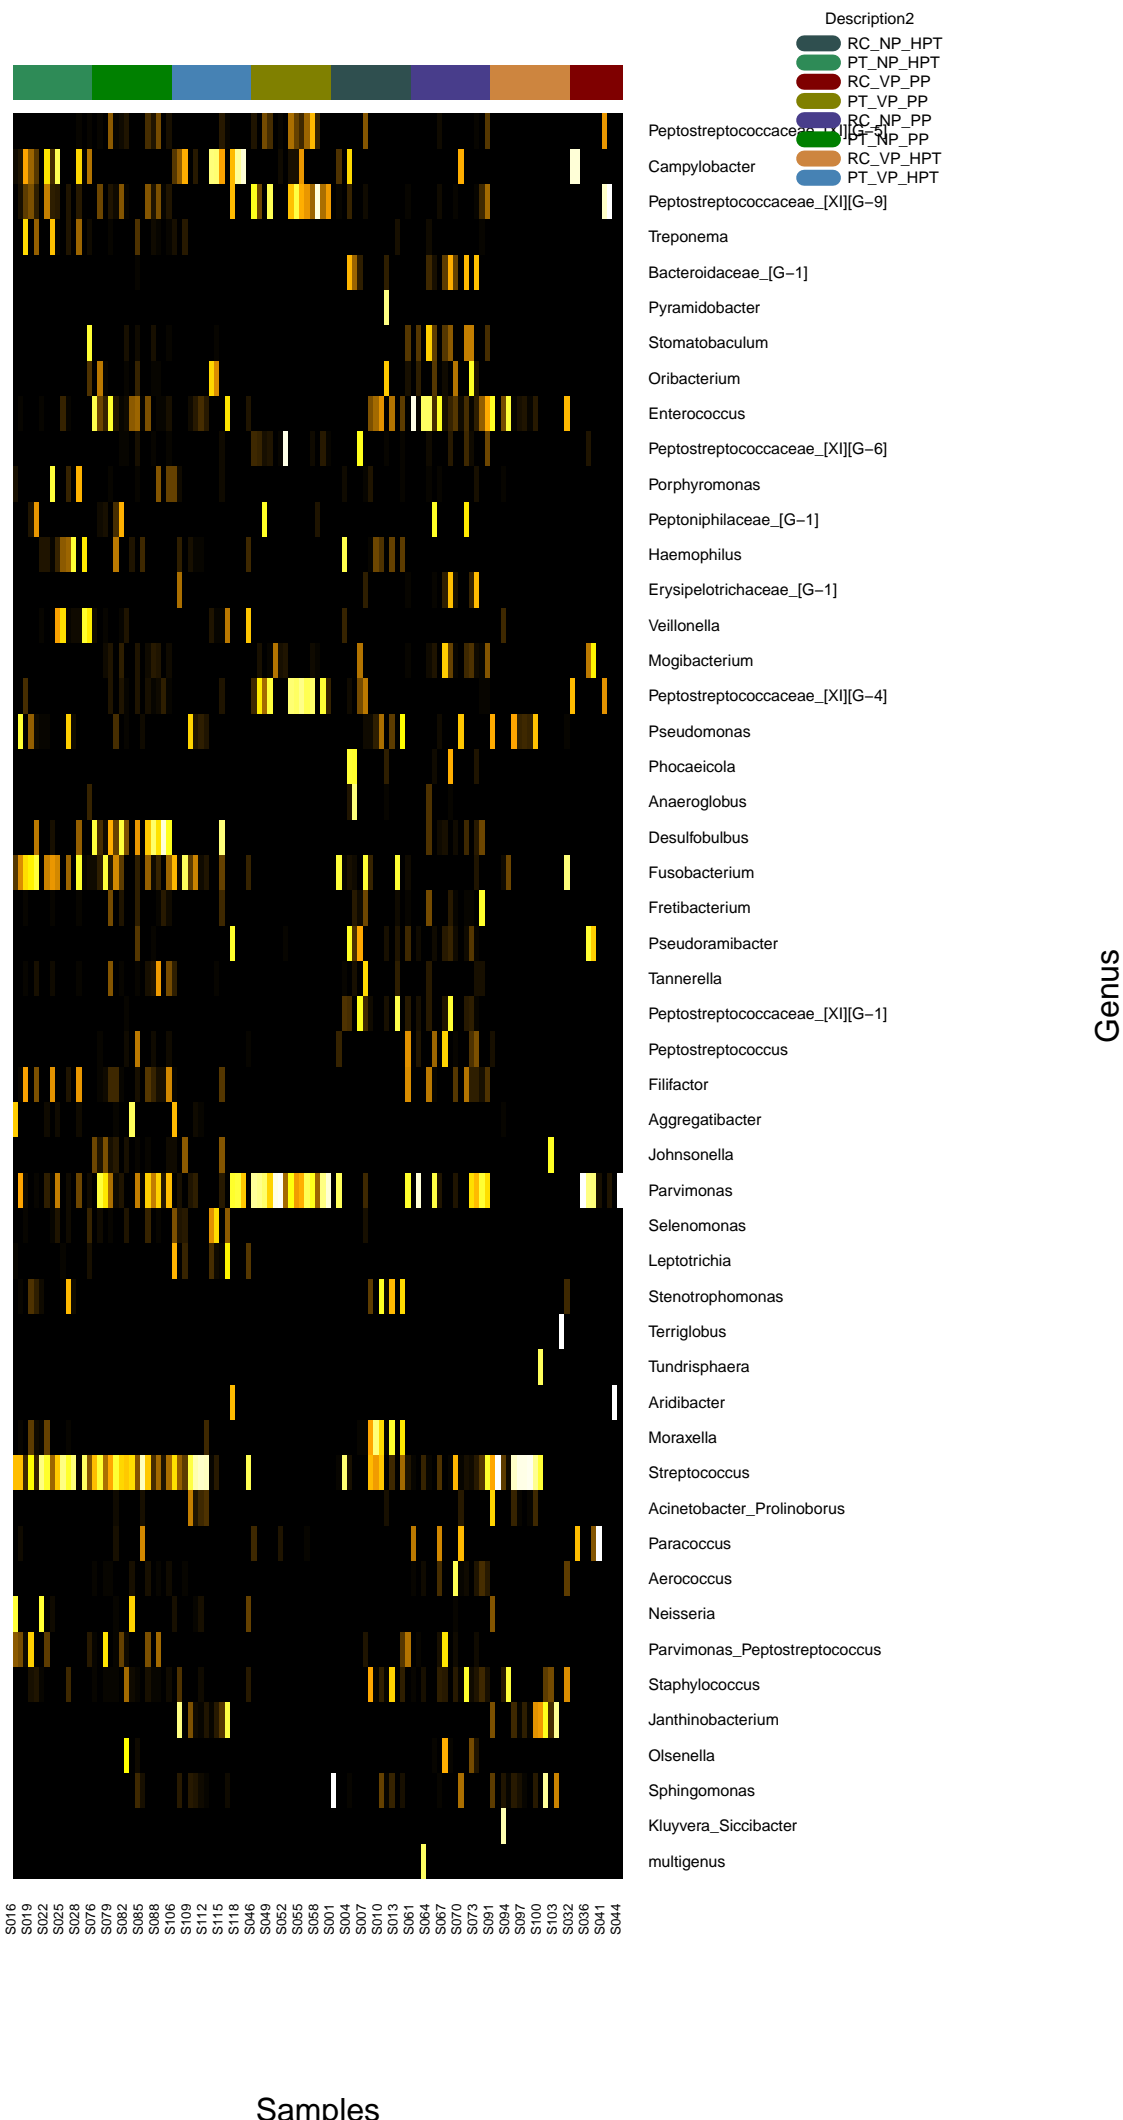 Description2
RC_NP_HPT
PT_NP_HPT
RC_VP_PP
PT_VP_PP
RC_NP_PP
PT_NP_PP
RC_VP_HPT
PT_VP_HPT
Peptostreptococcaceae_[XI][G−5]
Campylobacter
Peptostreptococcaceae_[XI][G−9]
Treponema
Bacteroidaceae_[G−1]
Pyramidobacter
Stomatobaculum
Oribacterium
Enterococcus
Peptostreptococcaceae_[XI][G−6]
Porphyromonas
Peptoniphilaceae_[G−1]
Haemophilus
Erysipelotrichaceae_[G−1]
Veillonella
Mogibacterium
Peptostreptococcaceae_[XI][G−4]
Pseudomonas
Phocaeicola
Anaeroglobus
Desulfobulbus
Fusobacterium
Fretibacterium
Pseudoramibacter
Tannerella
Peptostreptococcaceae_[XI][G−1]
Peptostreptococcus
Filifactor
Aggregatibacter
Johnsonella
Parvimonas
Selenomonas
Leptotrichia
Stenotrophomonas
Terriglobus
Tundrisphaera
Aridibacter
Moraxella
Streptococcus
Acinetobacter_Prolinoborus
Paracoccus
Aerococcus
Neisseria
Parvimonas_Peptostreptococcus
Staphylococcus
Janthinobacterium
Olsenella
Sphingomonas
Kluyvera_Siccibacter
multigenus
Genus
S016
S019
S022
S025
S028
S076
S079
S082
S085
S088
S106
S109
S112
S115
S118
S046
S049
S052
S055
S058
S001
S004
S007
S010
S013
S061
S064
S067
S070
S073
S091
S094
S097
S100
S103
S032
S036
S041
S044
Samples